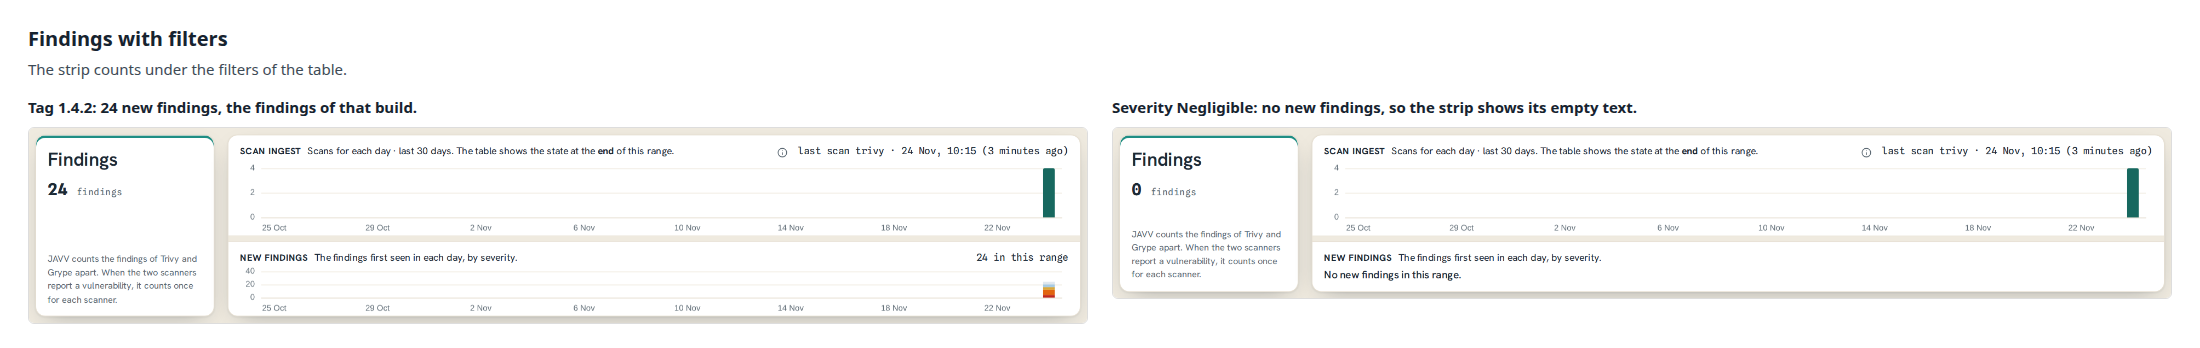 Findings with filters
The strip counts under the filters of the table.
Tag 1.4.2: 24 new findings, the findings of that build.
Findings
24 findings
JAVV counts the findings of Trivy and
Grype apart. When the two scanners
report a vulnerability, it counts once
for each scanner.
SCAN INGEST Scans for each day · last 30 days. The table shows the state at the end of this range.
last scan trivy · 24 Nov, 10:15 (3 minutes ago)
4
2
0
25 Oct 29 Oct 2 Nov 6 Nov 10 Nov 14 Nov 18 Nov 22 Nov
NEW FINDINGS The findings first seen in each day, by severity.
24 in this range
40
20
0
25 Oct 29 Oct 2 Nov 6 Nov 10 Nov 14 Nov 18 Nov 22 Nov
Severity Negligible: no new findings, so the strip shows its empty text.
Findings
0 findings
JAVV counts the findings of Trivy and
Grype apart. When the two scanners
report a vulnerability, it counts once
for each scanner.
SCAN INGEST Scans for each day · last 30 days. The table shows the state at the end of this range.
last scan trivy · 24 Nov, 10:15 (3 minutes ago)
4
2
0
25 Oct 29 Oct 2 Nov 6 Nov 10 Nov 14 Nov 18 Nov 22 Nov
NEW FINDINGS The findings first seen in each day, by severity.
No new findings in this range.